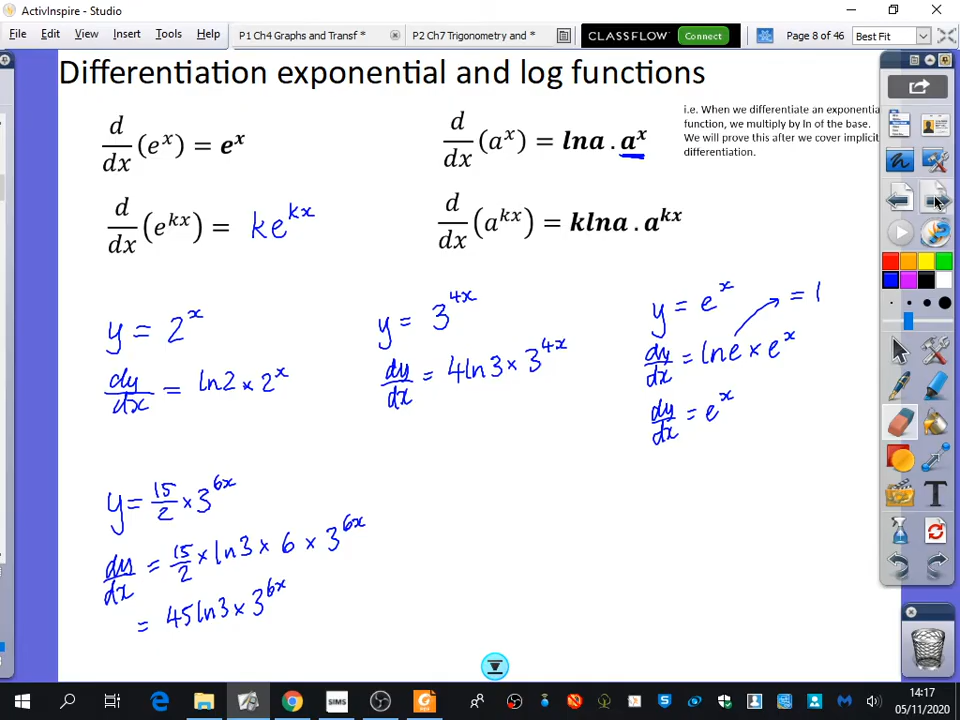 ActivInspire - Studio
File Edit View Insert Tools Help
P1 Ch4 Graphs and Transf * P2 Ch7 Trigonometry and *
CLASSFLOW Connect
Page 8 of 46
Best Fit
Differentiation exponential and log functions
d/dx (e^x) = e^x
d/dx (a^x) = lna . a^x
i.e. When we differentiate an exponential
function, we multiply by ln of the base.
We will prove this after we cover implicit
differentiation.
d/dx (e^{kx}) = ke^{kx}
d/dx (a^{kx}) = klna . a^{kx}
y = 2^x
dy/dx = ln2 × 2^x
y = 3^{4x}
dy/dx = 4ln3 × 3^{4x}
y = e^x
= 1
dy/dx = lne × e^x
dy/dx = e^x
y = 15/2 × 3^{6x}
dy/dx = 15/2 × ln3 × 6 × 3^{6x}
= 45ln3 × 3^{6x}
SIMS
14:17
05/11/2020